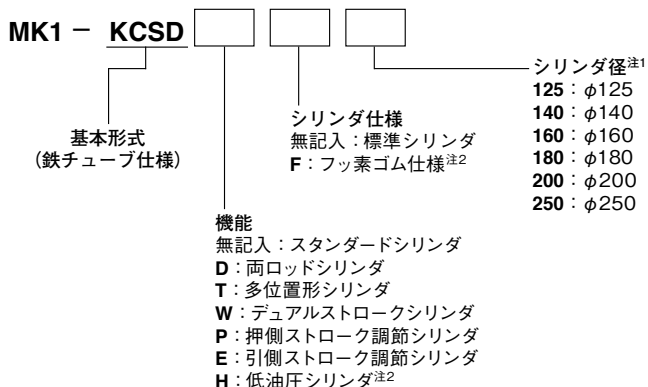 MK1 − KCSD
シリンダ径注1
125：φ125
140：φ140
160：φ160
180：φ180
200：φ200
250：φ250
シリンダ仕様
無記入：標準シリンダ
F：フッ素ゴム仕様注2
基本形式
（鉄チューブ仕様）
機能
無記入：スタンダードシリンダ
D：両ロッドシリンダ
T：多位置形シリンダ
W：デュアルストロークシリンダ
P：押側ストローク調節シリンダ
E：引側ストローク調節シリンダ
H：低油圧シリンダ注2